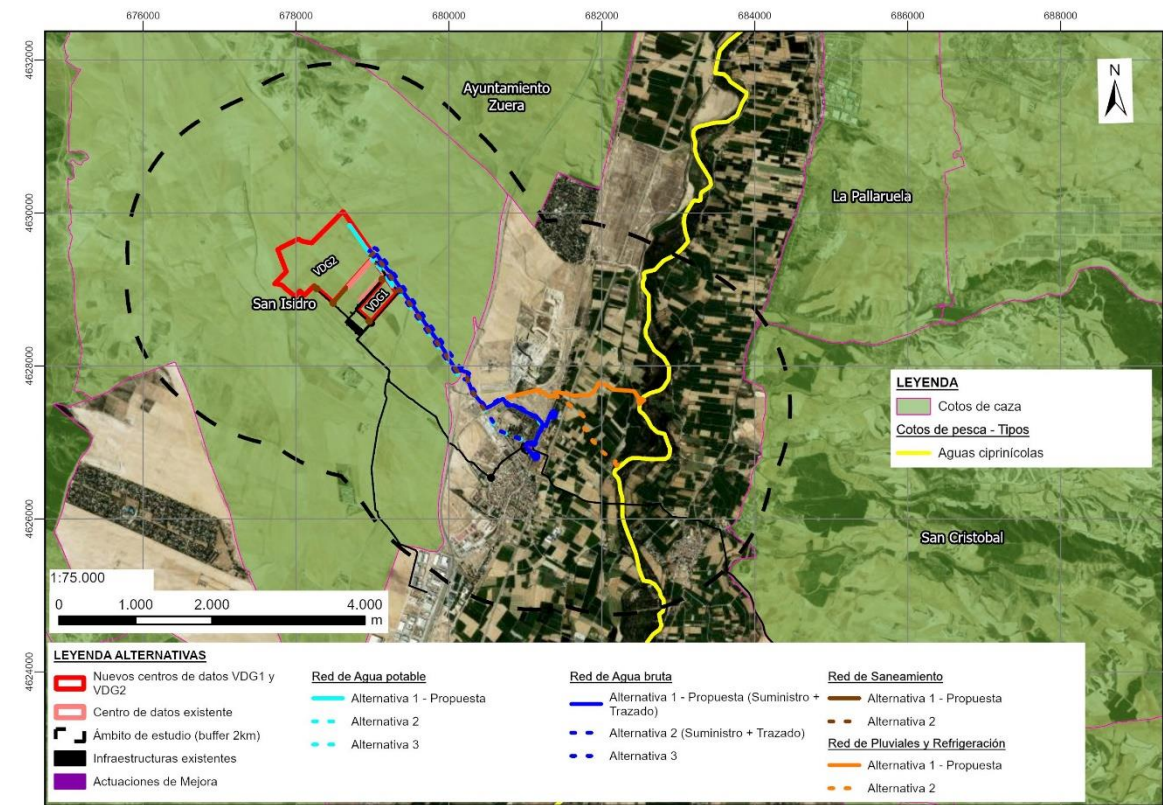 676000
678000
680000
682000
684000
686000
688000
4632000
4630000
4628000
4626000
4624000
N
Ayuntamiento
Zuera
La Pallaruela
VDG2
VDG1
San Isidro
San Cristobal
LEYENDA
Cotos de caza
Cotos de pesca - Tipos
Aguas ciprinícolas
1:75.000
0 1.000 2.000 4.000
m
LEYENDA ALTERNATIVAS
Nuevos centros de datos VDG1 y
VDG2
Centro de datos existente
Ámbito de estudio (buffer 2km)
Infraestructuras existentes
Actuaciones de Mejora
Red de Agua potable
Alternativa 1 - Propuesta
Alternativa 2
Alternativa 3
Red de Agua bruta
Alternativa 1 - Propuesta (Suministro +
Trazado)
Alternativa 2 (Suministro + Trazado)
Alternativa 3
Red de Saneamiento
Alternativa 1 - Propuesta
Alternativa 2
Red de Pluviales y Refrigeración
Alternativa 1 - Propuesta
Alternativa 2